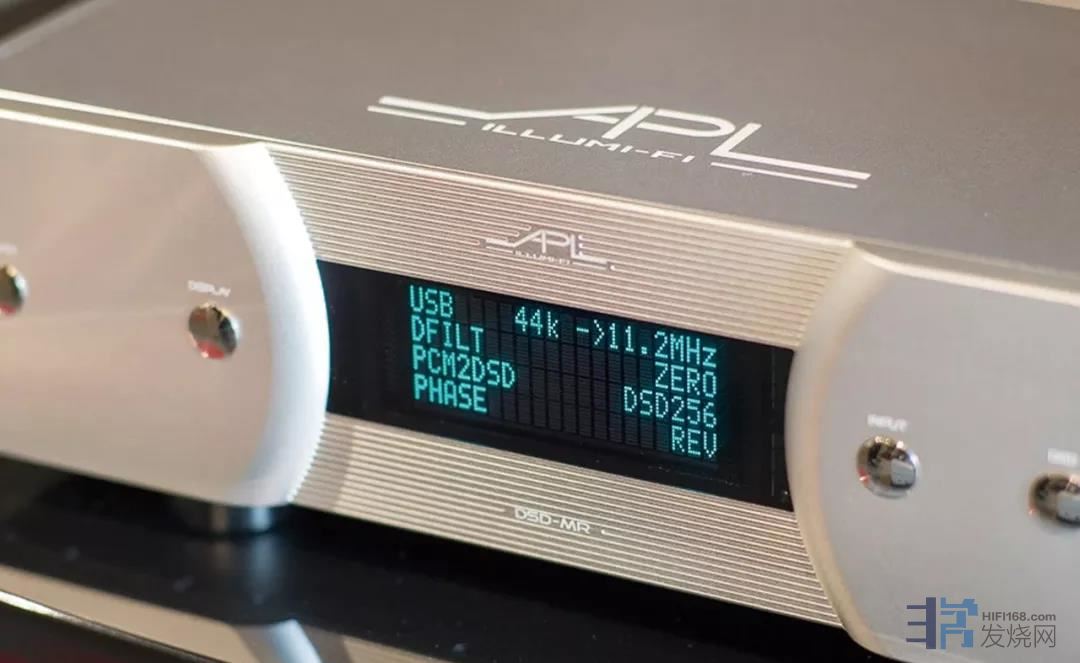 APL
ILLUMI-FI
APL
ILLUMI-FI
DISPLAY
USB 44k ->11.2MHz
DFILT ZERO
PCM2DSD DSD256
PHASE REV
INPUT
DSD-MR
HIFI168.com
发烧网